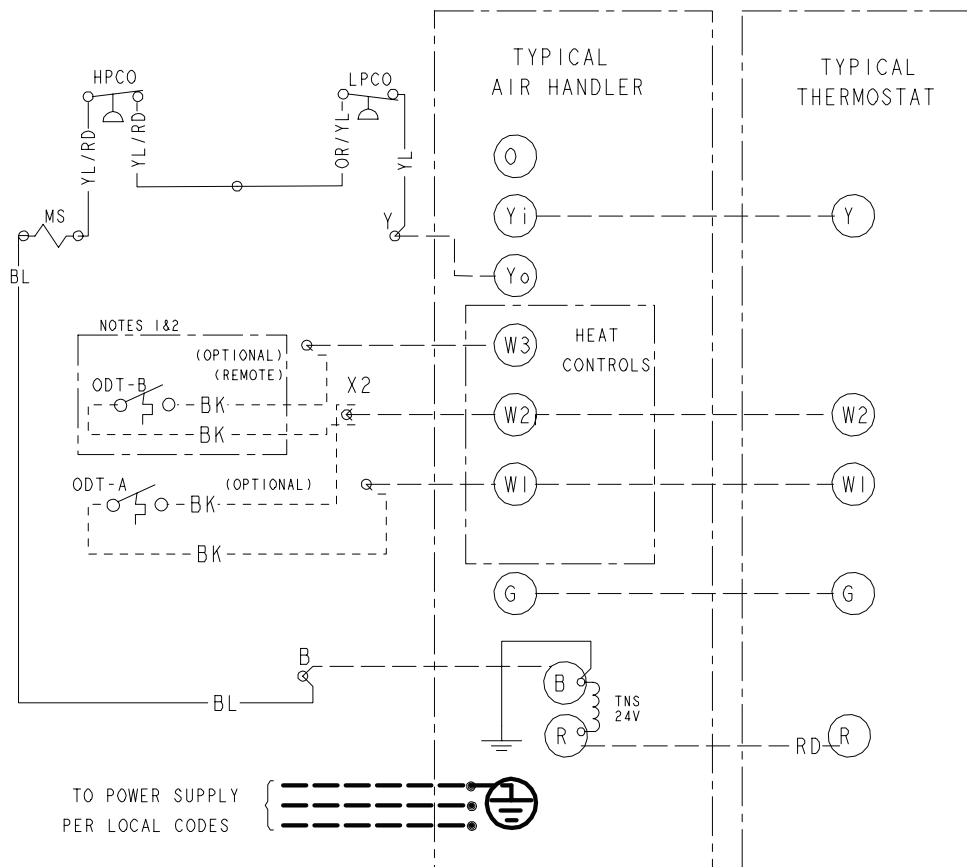 TYPICAL
AIR HANDLER
TYPICAL
THERMOSTAT
HPCO
LPCO
YL/RD
YL/RD
OR/YL
YL
MS
Y
BL
O
Yi
Y
Yo
NOTES 1&2
(OPTIONAL)
(REMOTE)
ODT-B
BK
BK
X2
W3
HEAT
CONTROLS
W2
W2
ODT-A
(OPTIONAL)
BK
BK
W1
W1
G
G
B
BL
B
TNS
24V
R
RD
R
TO POWER SUPPLY
PER LOCAL CODES